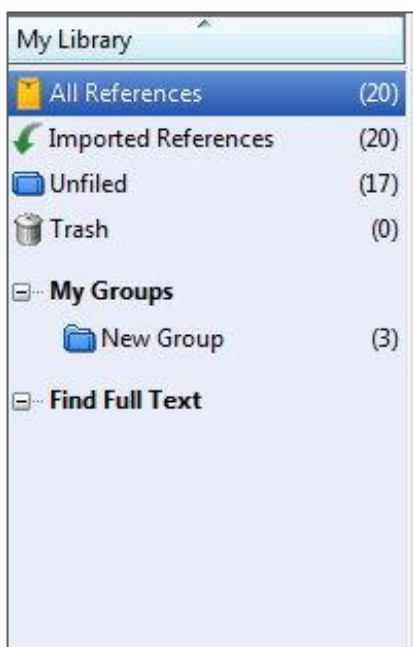 My Library
All References (20)
Imported References (20)
Unfiled (17)
Trash (0)
My Groups
New Group (3)
Find Full Text